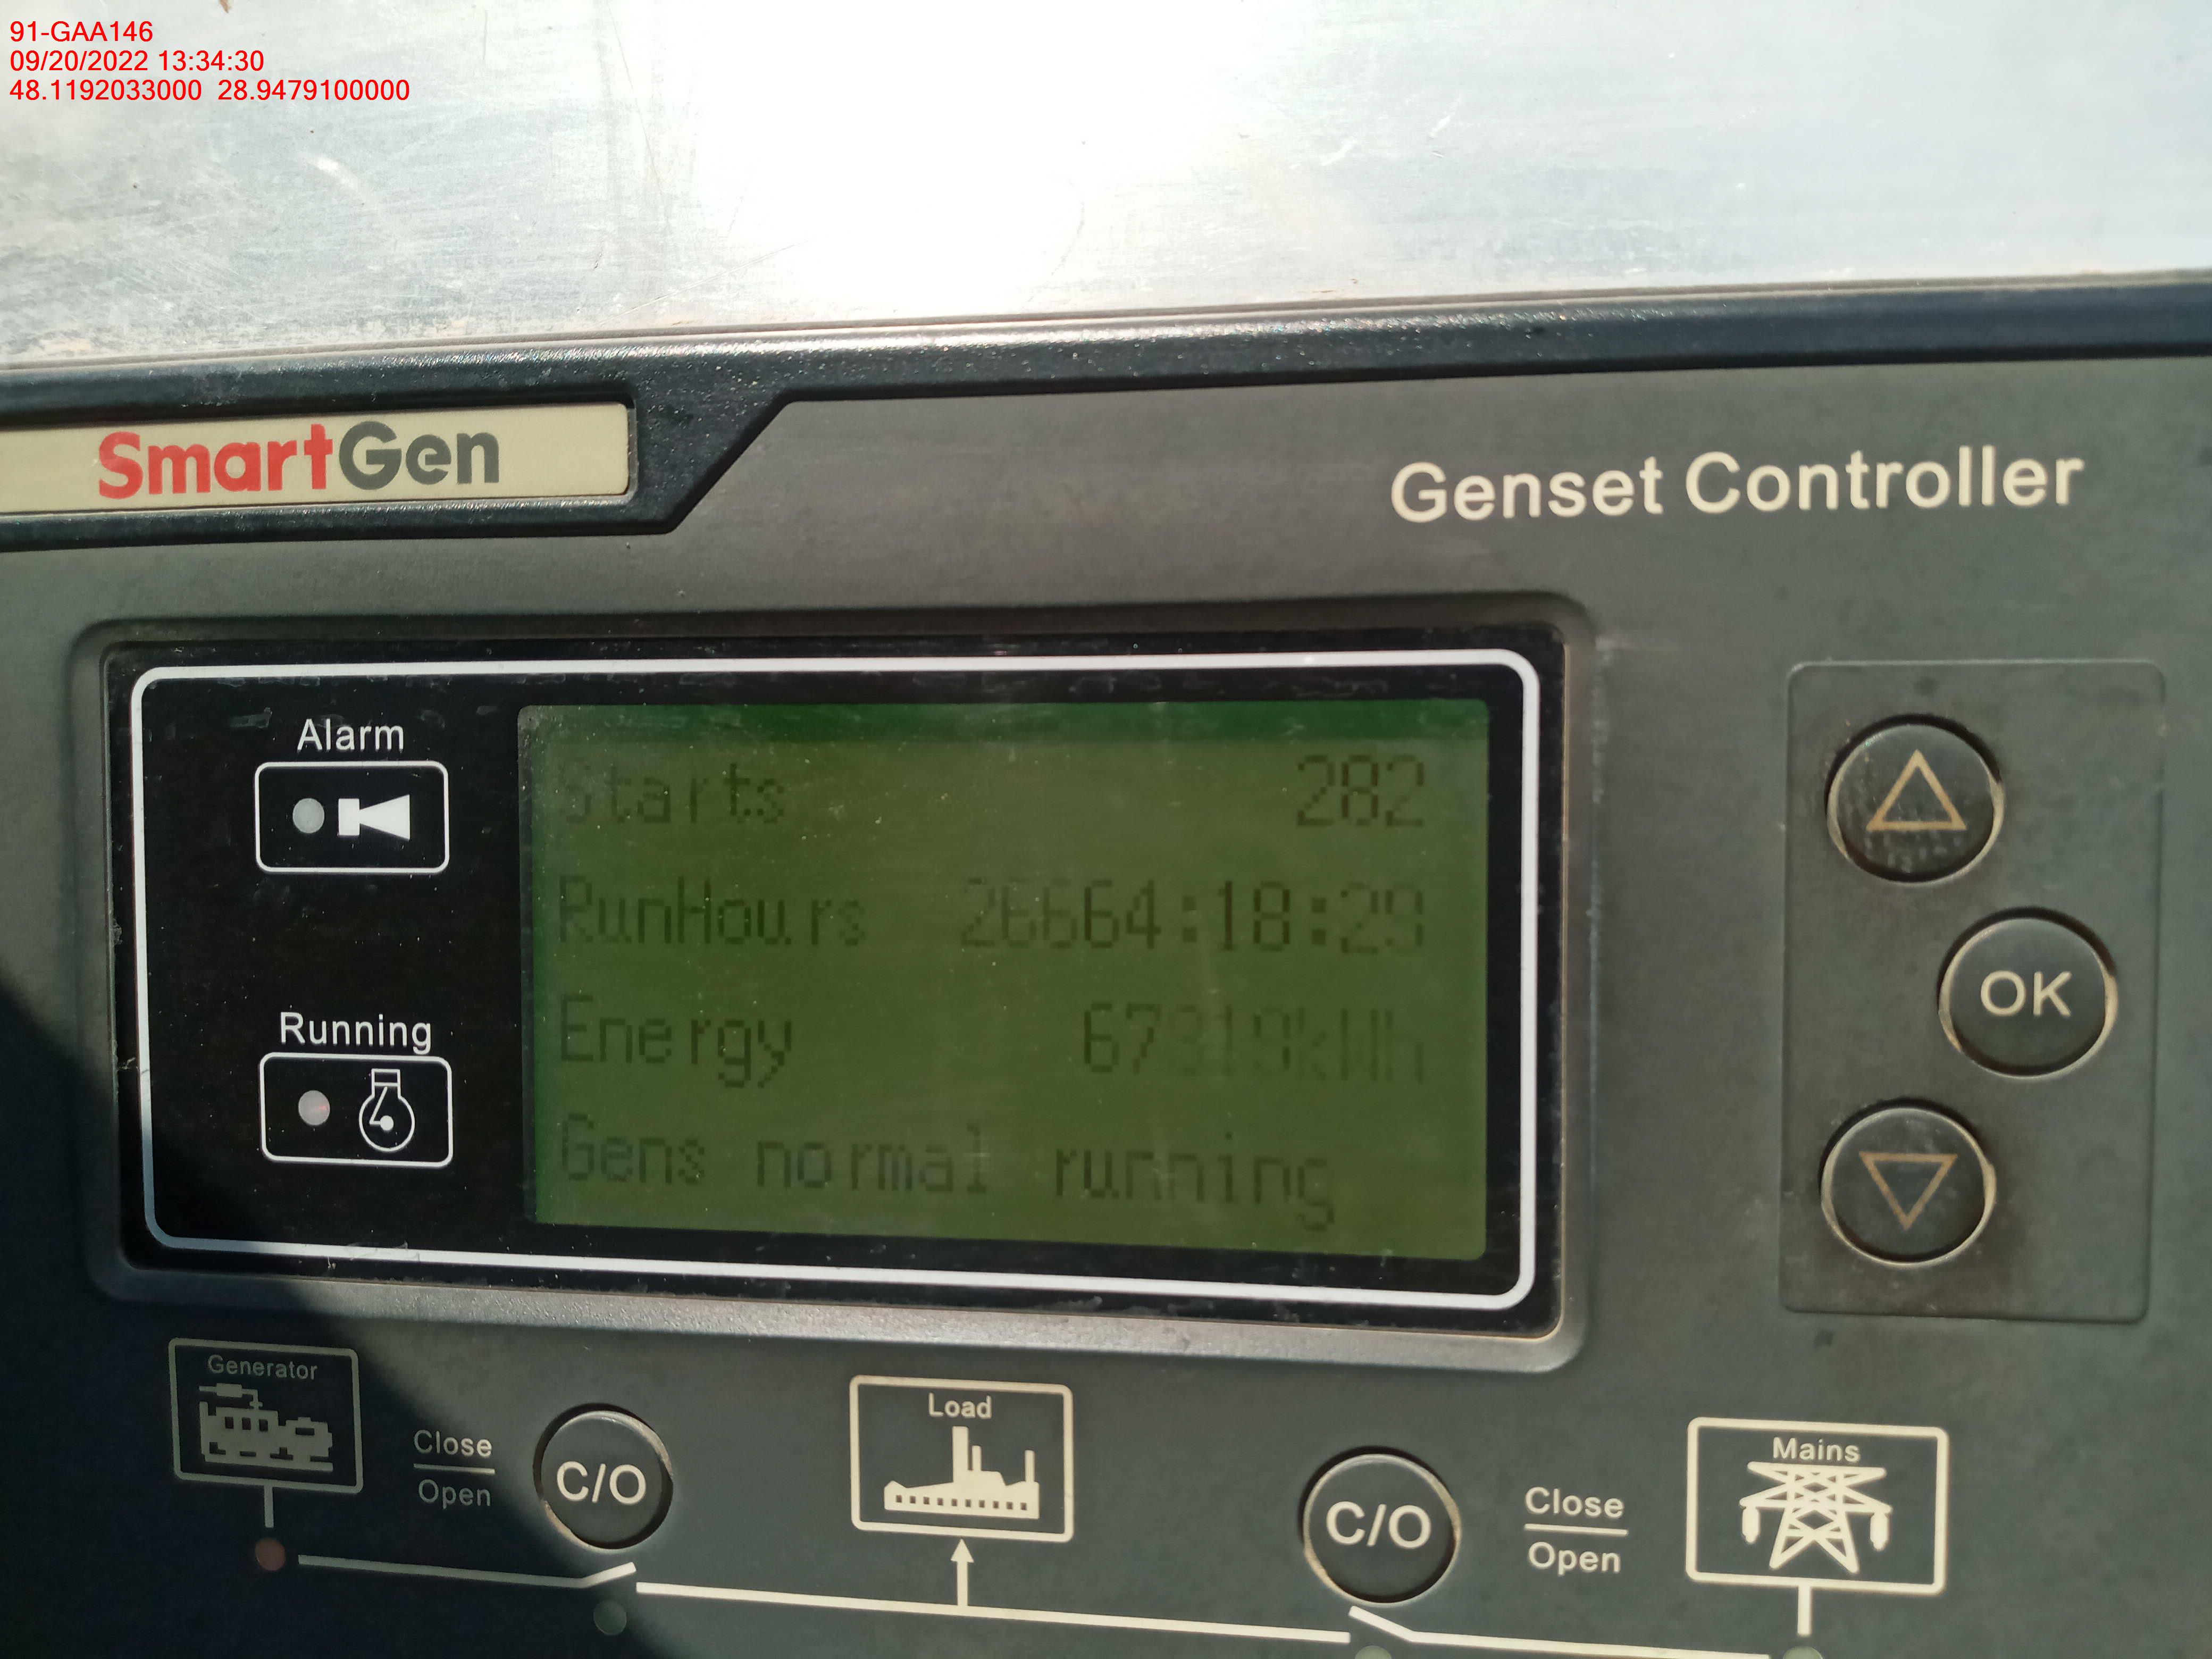 91-GAA146
09/20/2022 13:34:30
48.1192033000 28.9479100000
SmartGen
Genset Controller
Alarm
Starts 282
RunHours 26664:18:29
Running
Energy 67319kWh
OK
Gens normal running
Generator
Close
Open
C/O
Load
C/O
Close
Open
Mains